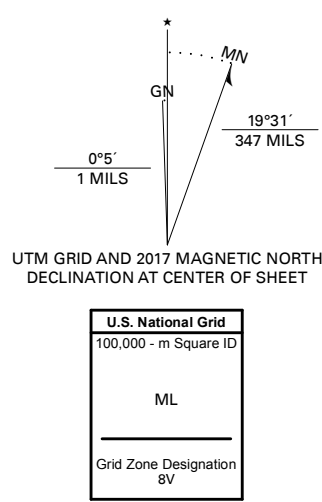 ★
MN
GN
19°31´
347 MILS
0°5´
1 MILS
UTM GRID AND 2017 MAGNETIC NORTH
DECLINATION AT CENTER OF SHEET
U.S. National Grid
100,000 - m Square ID
ML
Grid Zone Designation
8V